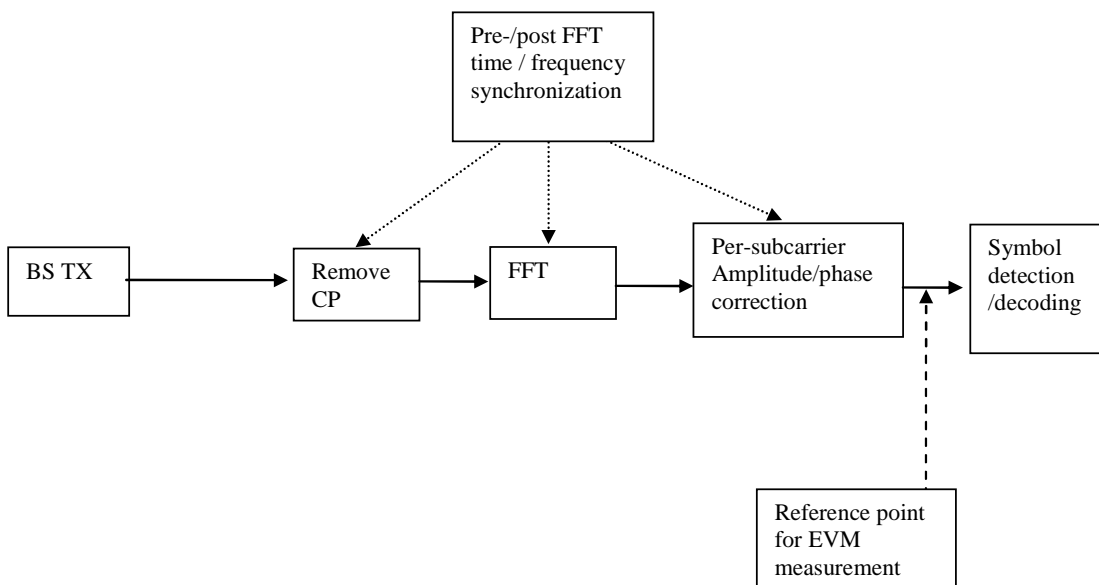 Pre-/post FFT
time / frequency
synchronization
BS TX
Remove
CP
FFT
Per-subcarrier
Amplitude/phase
correction
Symbol
detection
/decoding
Reference point
for EVM
measurement